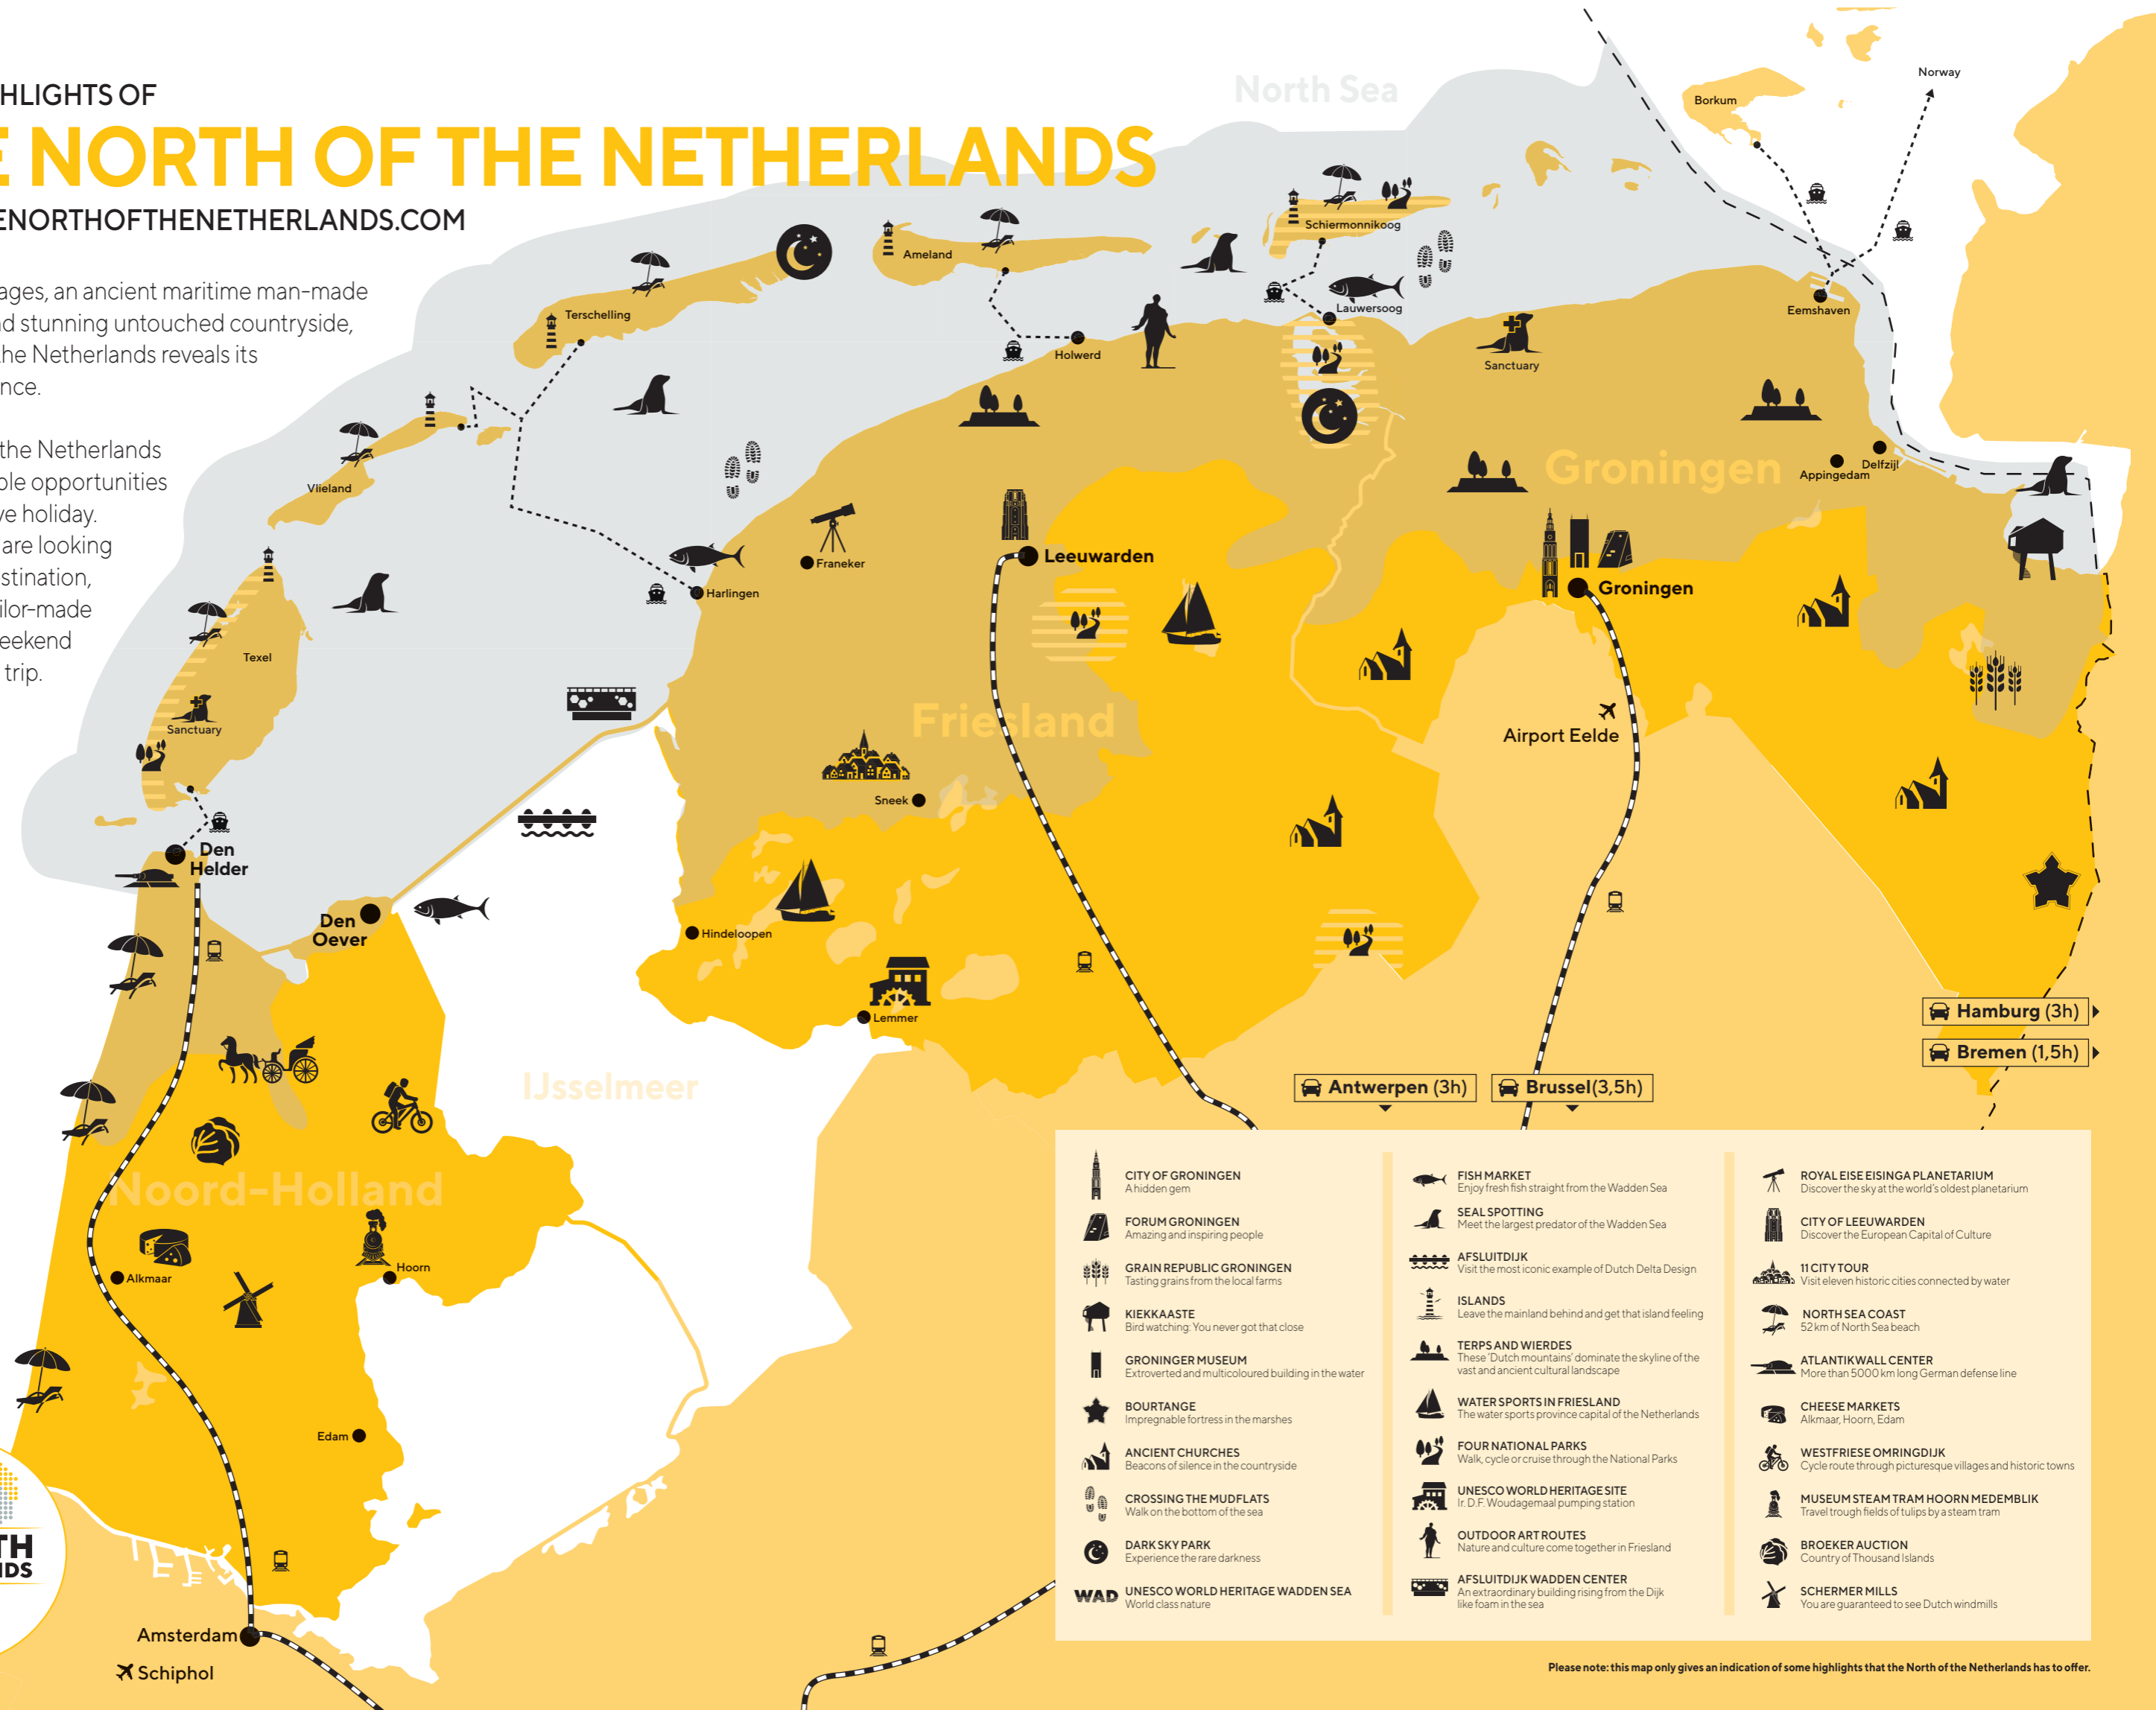 HLIGHTS OF
E NORTH OF THE NETHERLANDS
ENORTHOFTHENETHERLANDS.COM
ages, an ancient maritime man-made
d stunning untouched countryside,
the Netherlands reveals its
nce.
the Netherlands
ble opportunities
ve holiday.
are looking
stination,
ilor-made
eekend
trip.
North Sea
Norway
Borkum
Schiermonnikoog
Ameland
Terschelling
Lauwersoog
Eemshaven
Holwerd
Sanctuary
Vlieland
Groningen
Appingedam
Delfzijl
Franeker
Leeuwarden
Harlingen
Groningen
Texel
Sanctuary
Friesland
Airport Eelde
Sneek
Den
Helder
Den
Oever
Hindeloopen
Lemmer
Hamburg (3h)
Bremen (1,5h)
IJsselmeer
Antwerpen (3h)
Brussel(3,5h)
Noord-Holland
Alkmaar
Hoorn
Edam
TH
NDS
Amsterdam
Schiphol
CITY OF GRONINGEN
A hidden gem
FORUM GRONINGEN
Amazing and inspiring people
GRAIN REPUBLIC GRONINGEN
Tasting grains from the local farms
KIEKKAASTE
Bird watching: You never got that close
GRONINGER MUSEUM
Extroverted and multicoloured building in the water
BOURTANGE
Impregnable fortress in the marshes
ANCIENT CHURCHES
Beacons of silence in the countryside
CROSSING THE MUDFLATS
Walk on the bottom of the sea
DARK SKY PARK
Experience the rare darkness
WAD UNESCO WORLD HERITAGE WADDEN SEA
World class nature
FISH MARKET
Enjoy fresh fish straight from the Wadden Sea
SEAL SPOTTING
Meet the largest predator of the Wadden Sea
AFSLUITDIJK
Visit the most iconic example of Dutch Delta Design
ISLANDS
Leave the mainland behind and get that island feeling
TERPS AND WIERDES
These 'Dutch mountains' dominate the skyline of the
vast and ancient cultural landscape
WATER SPORTS IN FRIESLAND
The water sports province capital of the Netherlands
FOUR NATIONAL PARKS
Walk, cycle or cruise through the National Parks
UNESCO WORLD HERITAGE SITE
Ir. D.F. Woudagemaal pumping station
OUTDOOR ART ROUTES
Nature and culture come together in Friesland
AFSLUITDIJK WADDEN CENTER
An extraordinary building rising from the Dijk
like foam in the sea
ROYAL EISE EISINGA PLANETARIUM
Discover the sky at the world's oldest planetarium
CITY OF LEEUWARDEN
Discover the European Capital of Culture
11 CITY TOUR
Visit eleven historic cities connected by water
NORTH SEA COAST
52 km of North Sea beach
ATLANTIKWALL CENTER
More than 5000 km long German defense line
CHEESE MARKETS
Alkmaar, Hoorn, Edam
WESTFRIESE OMRINGDIJK
Cycle route through picturesque villages and historic towns
MUSEUM STEAM TRAM HOORN MEDEMBLIK
Travel trough fields of tulips by a steam tram
BROEKER AUCTION
Country of Thousand Islands
SCHERMER MILLS
You are guaranteed to see Dutch windmills
Please note: this map only gives an indication of some highlights that the North of the Netherlands has to offer.